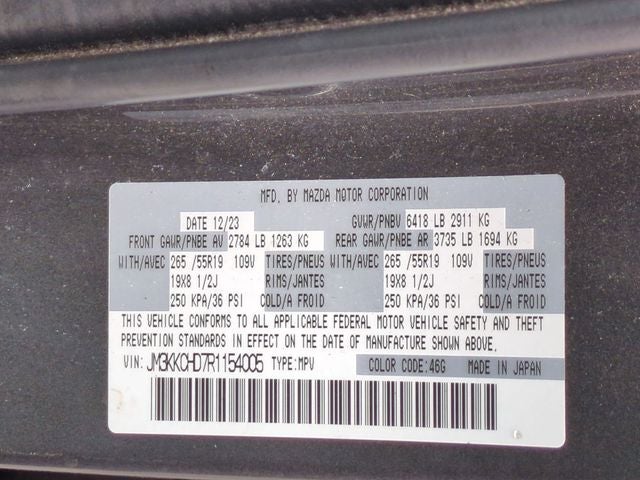 MFD. BY MAZDA MOTOR CORPORATION
DATE 12/23 GVWR/PNBV 6418 LB 2911 KG
FRONT GAWR/PNBE AV 2784 LB 1263 KG REAR GAWR/PNBE AR 3735 LB 1694 KG
WITH/AVEC 265 /55R19 109V TIRES/PNEUS WITH/AVEC 265 /55R19 109V TIRES/PNEUS
19X8 1/2J RIMS/JANTES 19X8 1/2J RIMS/JANTES
250 KPA/36 PSI COLD/A FROID 250 KPA/36 PSI COLD/A FROID
THIS VEHICLE CONFORMS TO ALL APPLICABLE FEDERAL MOTOR VEHICLE SAFETY AND THEFT
PREVENTION STANDARDS IN EFFECT ON THE DATE OF MANUFACTURE SHOWN ABOVE.
VIN: JM3KKCHD7R1154005 TYPE:MPV COLOR CODE:46G MADE IN JAPAN